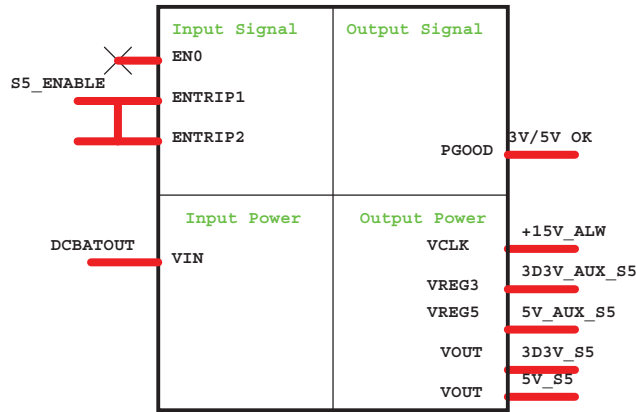 Input Signal
Output Signal
EN0
S5_ENABLE
ENTRIP1
ENTRIP2
3V/5V OK
PGOOD
Input Power
Output Power
DCBATOUT
VIN
VCLK
+15V_ALW
VREG3
3D3V_AUX_S5
VREG5
5V_AUX_S5
VOUT
3D3V_S5
VOUT
5V_S5